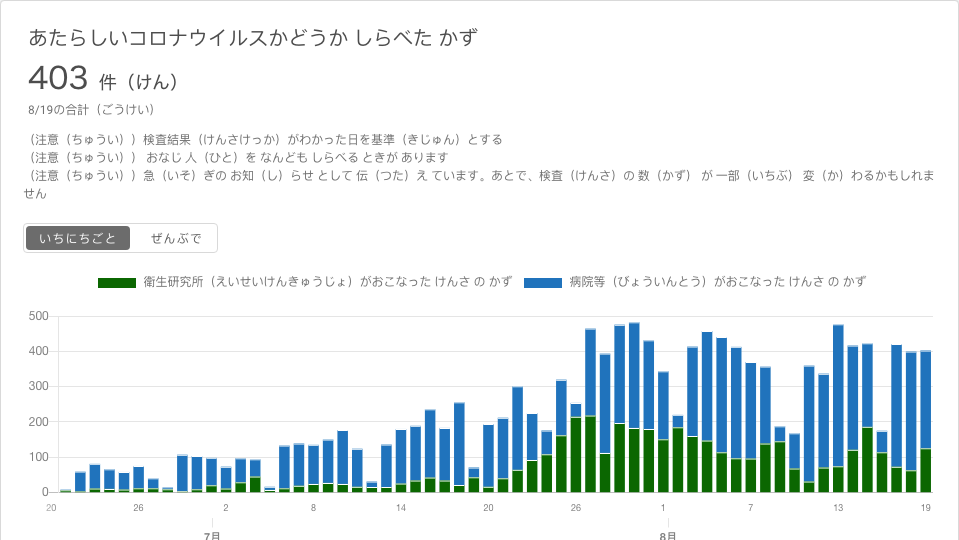 あたらしいコロナウイルスかどうか しらべた かず
403 件（けん）
8/19の合計（ごうけい）
（注意（ちゅうい））検査結果（けんさけっか）がわかった日を基準（きじゅん）とする
（注意（ちゅうい）） おなじ 人（ひと）を なんども しらべる ときが あります
（注意（ちゅうい））急（いそ）ぎの お知（し）らせ として 伝（つた）え ています。あとで、検査（けんさ）の 数（かず） が 一部（いちぶ） 変（か）わるかもしれま
せん
いちにちごと ぜんぶで
衛生研究所（えいせいけんきゅうじょ）がおこなった けんさ の かず 病院等（びょういんとう）がおこなった けんさ の かず
500
400
300
200
100
0
20 26 2 8 14 20 26 1 7 13 19
7月 8月